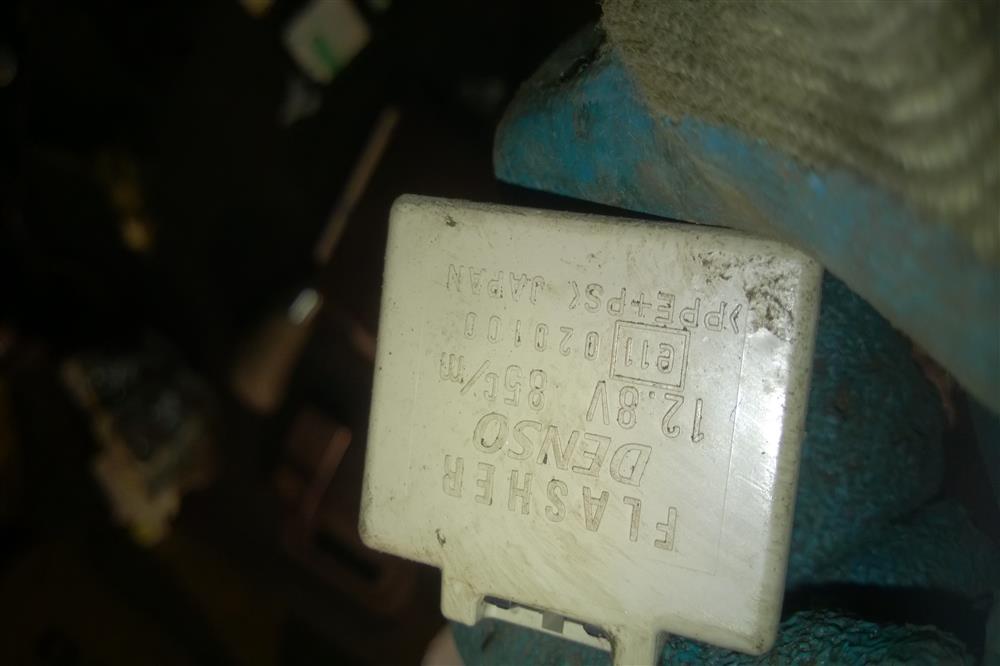 FLASHER
DENSO
12.8V 85C/m
e11 020100
>PPE+PS< JAPAN